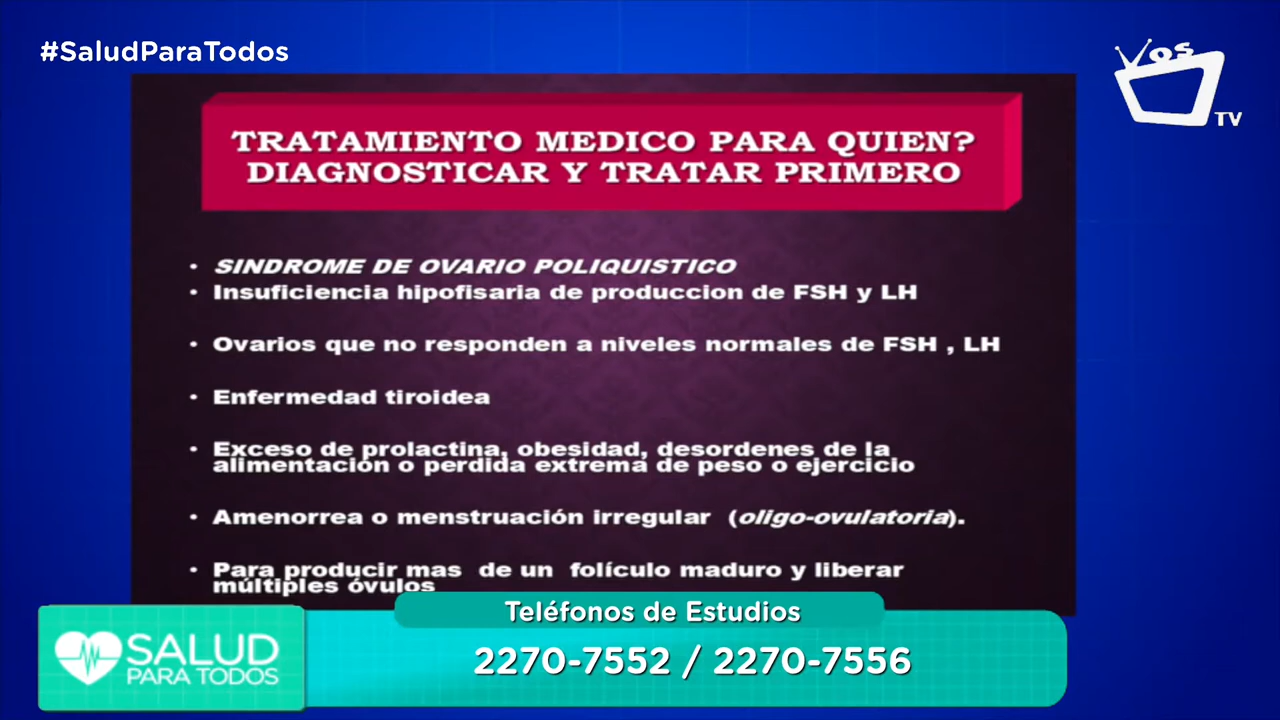 #SaludParaTodos
VOS
TV
TRATAMIENTO MEDICO PARA QUIEN?
DIAGNOSTICAR Y TRATAR PRIMERO
• SINDROME DE OVARIO POLIQUISTICO
• Insuficiencia hipofisaria de produccion de FSH y LH
• Ovarios que no responden a niveles normales de FSH , LH
• Enfermedad tiroidea
• Exceso de prolactina, obesidad, desordenes de la
alimentación o perdida extrema de peso o ejercicio
• Amenorrea o menstruación irregular (oligo-ovulatoria).
• Para producir mas de un folículo maduro y liberar
múltiples óvulos
Teléfonos de Estudios
2270-7552 / 2270-7556
SALUD
PARA TODOS